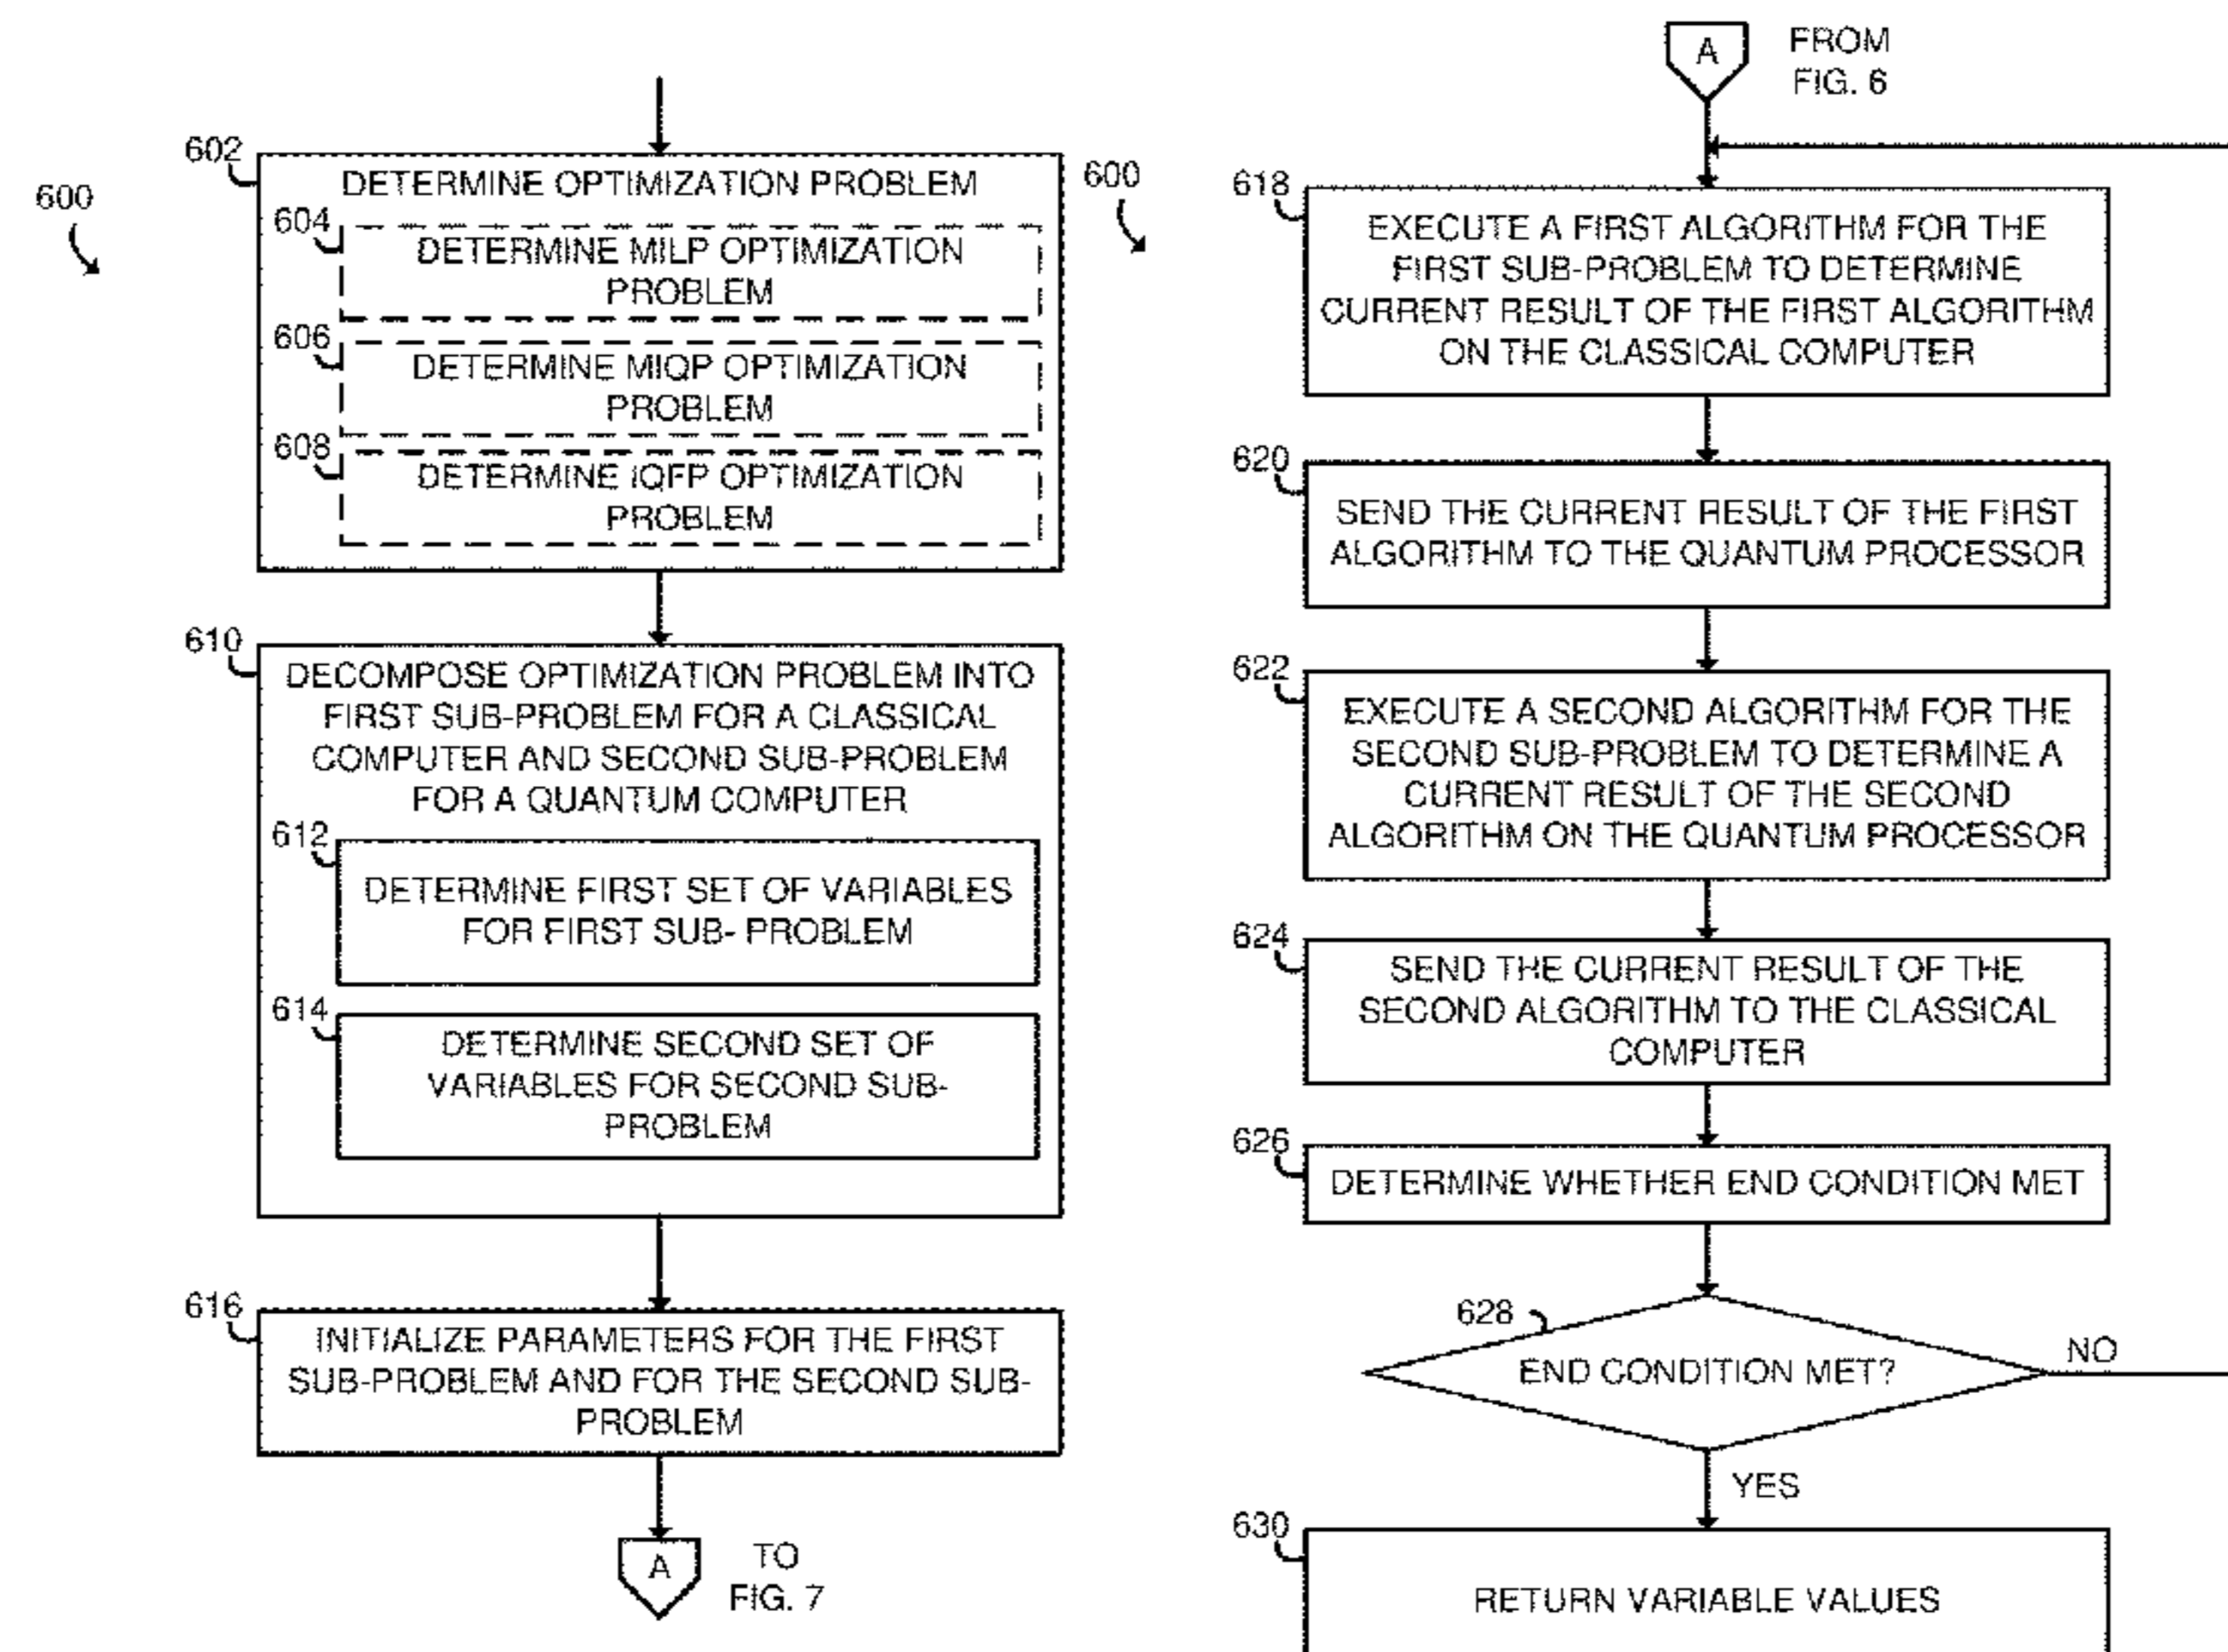 600
602
DETERMINE OPTIMIZATION PROBLEM
604
DETERMINE MILP OPTIMIZATION
PROBLEM
606
DETERMINE MIQP OPTIMIZATION
PROBLEM
608
DETERMINE IQFP OPTIMIZATION
PROBLEM
610
DECOMPOSE OPTIMIZATION PROBLEM INTO
FIRST SUB-PROBLEM FOR A CLASSICAL
COMPUTER AND SECOND SUB-PROBLEM
FOR A QUANTUM COMPUTER
612
DETERMINE FIRST SET OF VARIABLES
FOR FIRST SUB- PROBLEM
614
DETERMINE SECOND SET OF
VARIABLES FOR SECOND SUB-
PROBLEM
616
INITIALIZE PARAMETERS FOR THE FIRST
SUB-PROBLEM AND FOR THE SECOND SUB-
PROBLEM
A
TO
FIG. 7
A
FROM
FIG. 6
600
618
EXECUTE A FIRST ALGORITHM FOR THE
FIRST SUB-PROBLEM TO DETERMINE
CURRENT RESULT OF THE FIRST ALGORITHM
ON THE CLASSICAL COMPUTER
620
SEND THE CURRENT RESULT OF THE FIRST
ALGORITHM TO THE QUANTUM PROCESSOR
622
EXECUTE A SECOND ALGORITHM FOR THE
SECOND SUB-PROBLEM TO DETERMINE A
CURRENT RESULT OF THE SECOND
ALGORITHM ON THE QUANTUM PROCESSOR
624
SEND THE CURRENT RESULT OF THE
SECOND ALGORITHM TO THE CLASSICAL
COMPUTER
626
DETERMINE WHETHER END CONDITION MET
628
END CONDITION MET?
NO
YES
630
RETURN VARIABLE VALUES